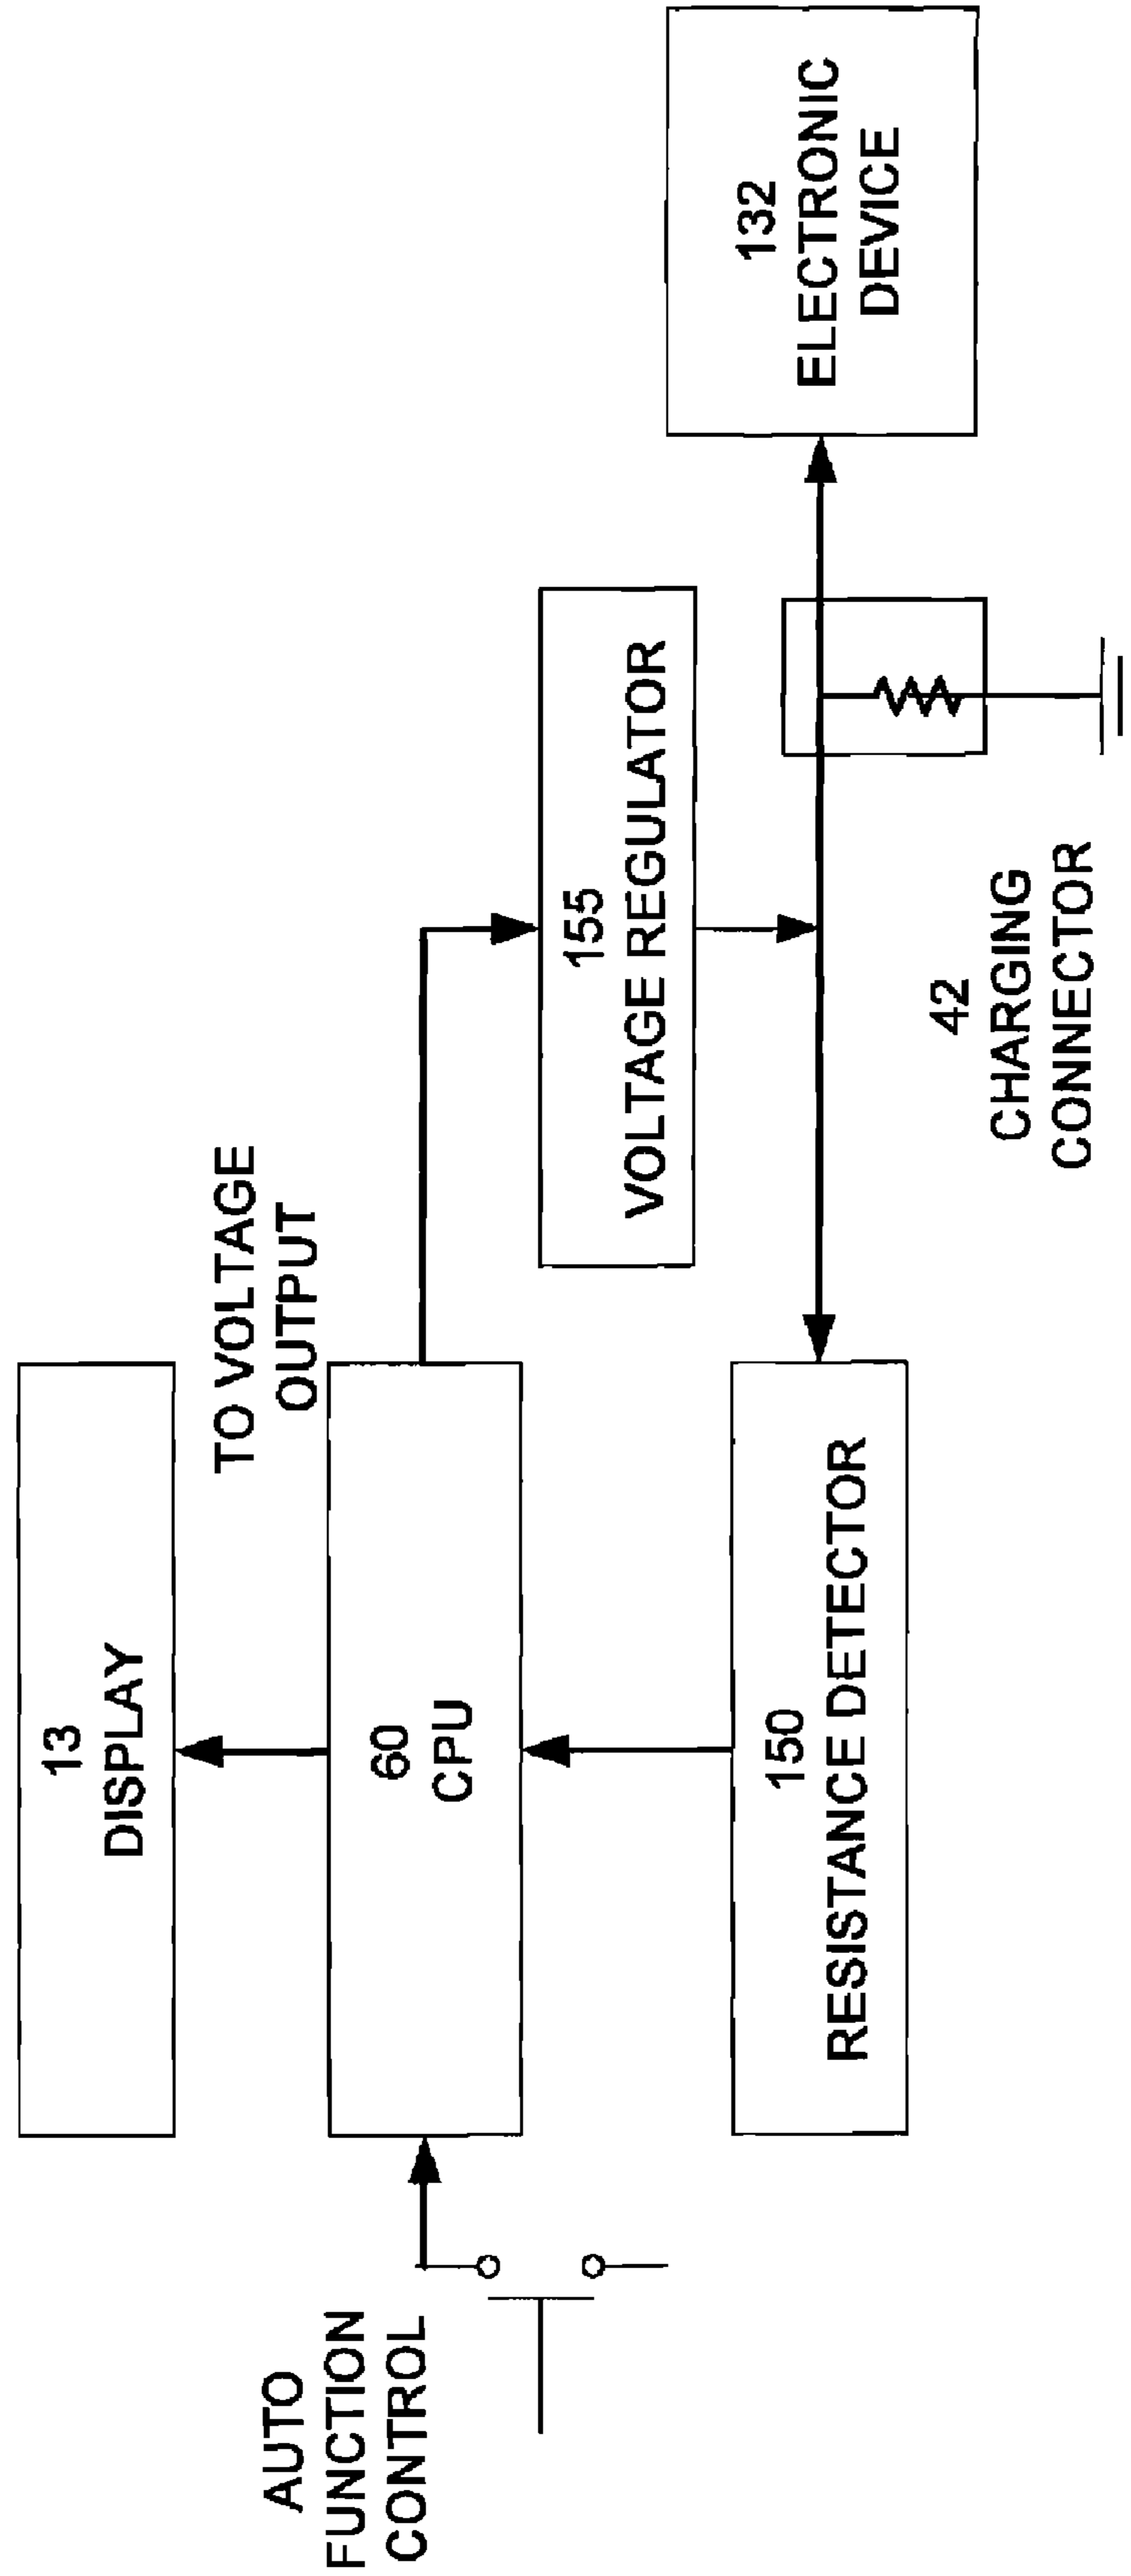 13
DISPLAY
TO VOLTAGE
OUTPUT
AUTO
FUNCTION
CONTROL
60
CPU
155
VOLTAGE REGULATOR
132
ELECTRONIC
DEVICE
150
RESISTANCE DETECTOR
42
CHARGING
CONNECTOR